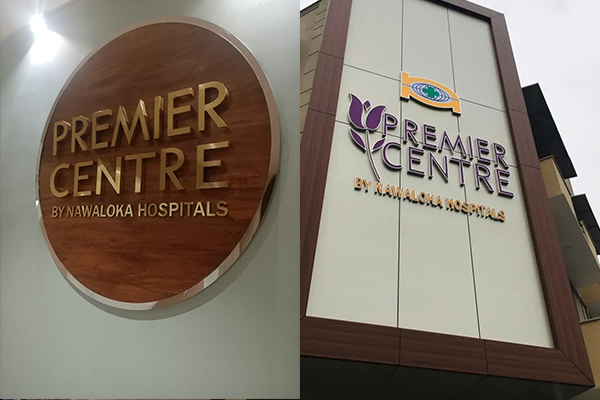 PREMIER
CENTRE
BY NAWALOKA HOSPITALS
PREMIER
CENTRE
BY NAWALOKA HOSPITALS